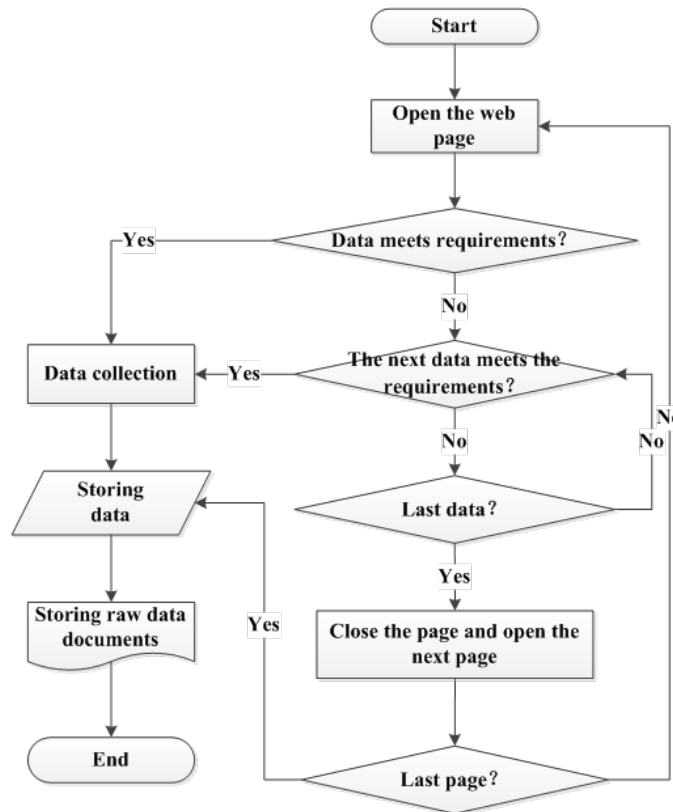 Start
Open the web
page
Yes
Data meets requirements？
No
Data collection
Yes
The next data meets the
requirements？
No
No
No
Storing
data
Last data？
Yes
Storing raw data
documents
Yes
Close the page and open the
next page
End
Last page？